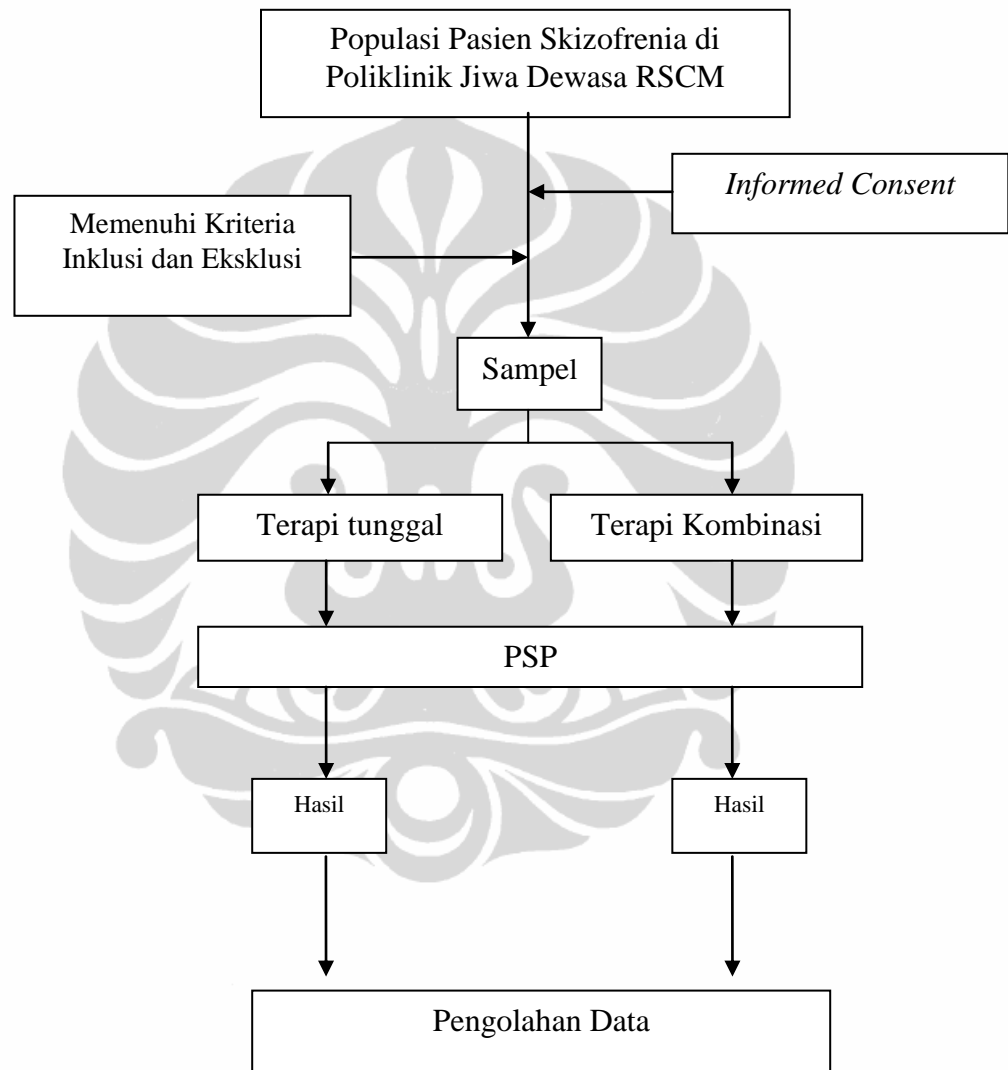 Populasi Pasien Skizofrenia di
Poliklinik Jiwa Dewasa RSCM
Informed Consent
Memenuhi Kriteria
Inklusi dan Eksklusi
Sampel
Terapi tunggal
Terapi Kombinasi
PSP
Hasil
Hasil
Pengolahan Data